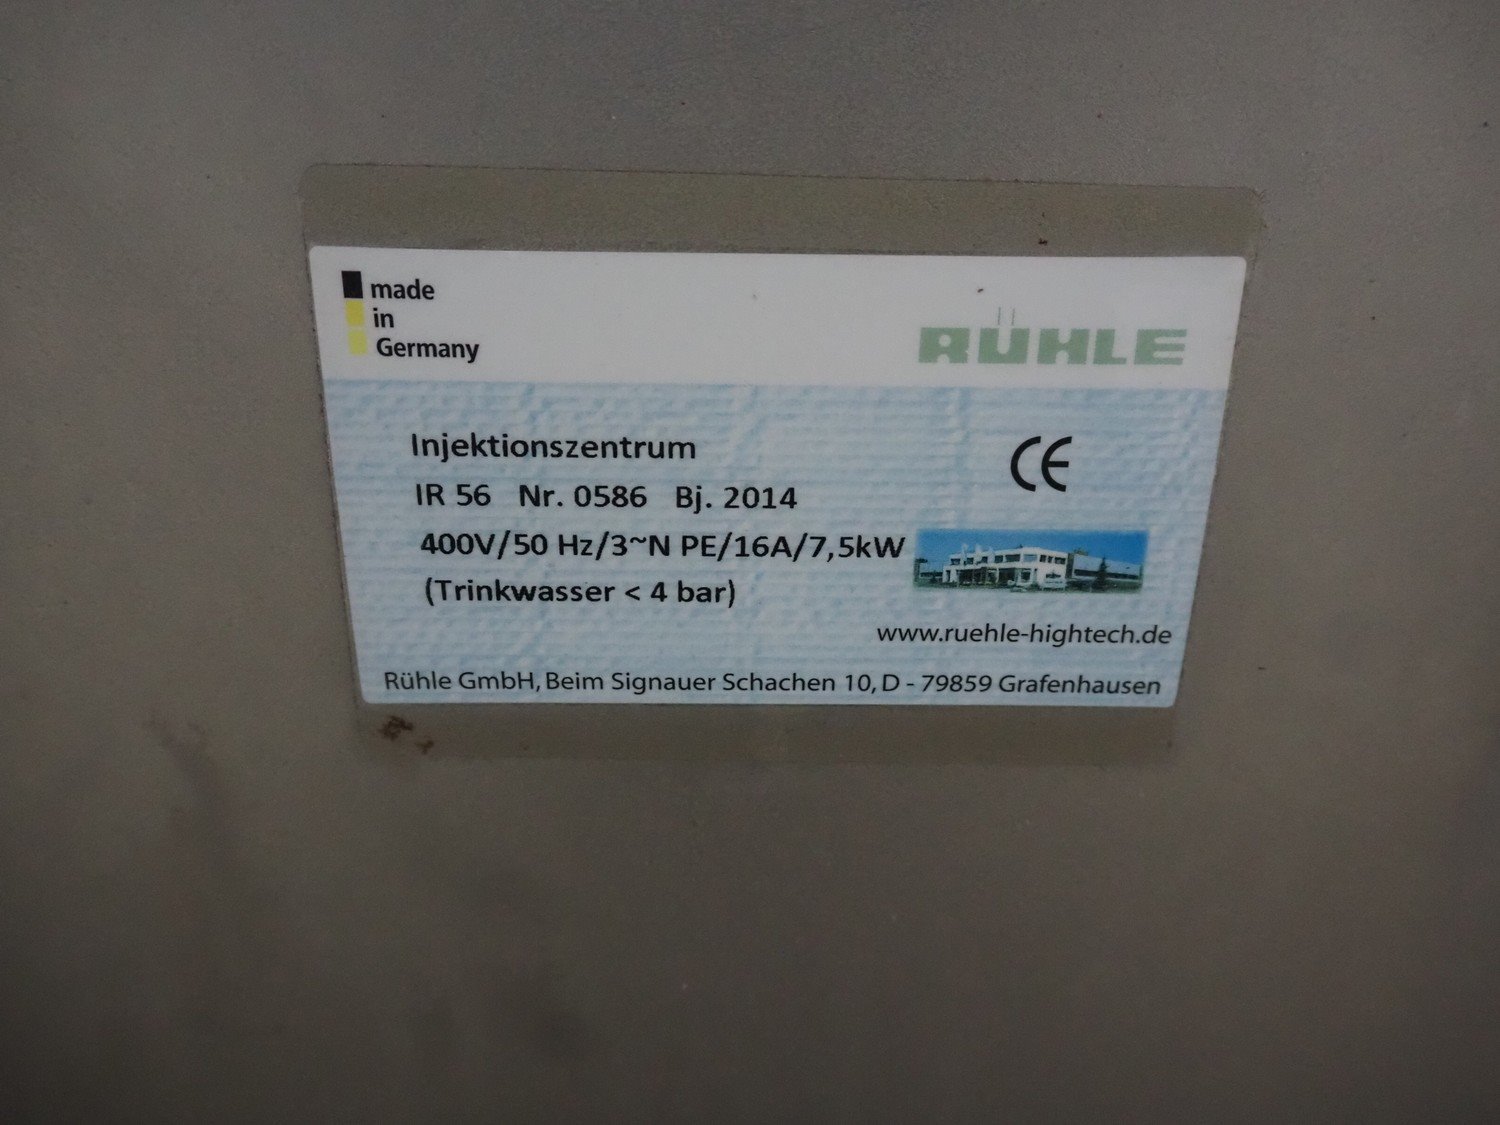 made
in
Germany
RÜHLE
Injektionszentrum
CE
IR 56 Nr. 0586 Bj. 2014
400V/50 Hz/3~N PE/16A/7,5kW
(Trinkwasser < 4 bar)
www.ruehle-hightech.de
Rühle GmbH, Beim Signauer Schachen 10, D - 79859 Grafenhausen